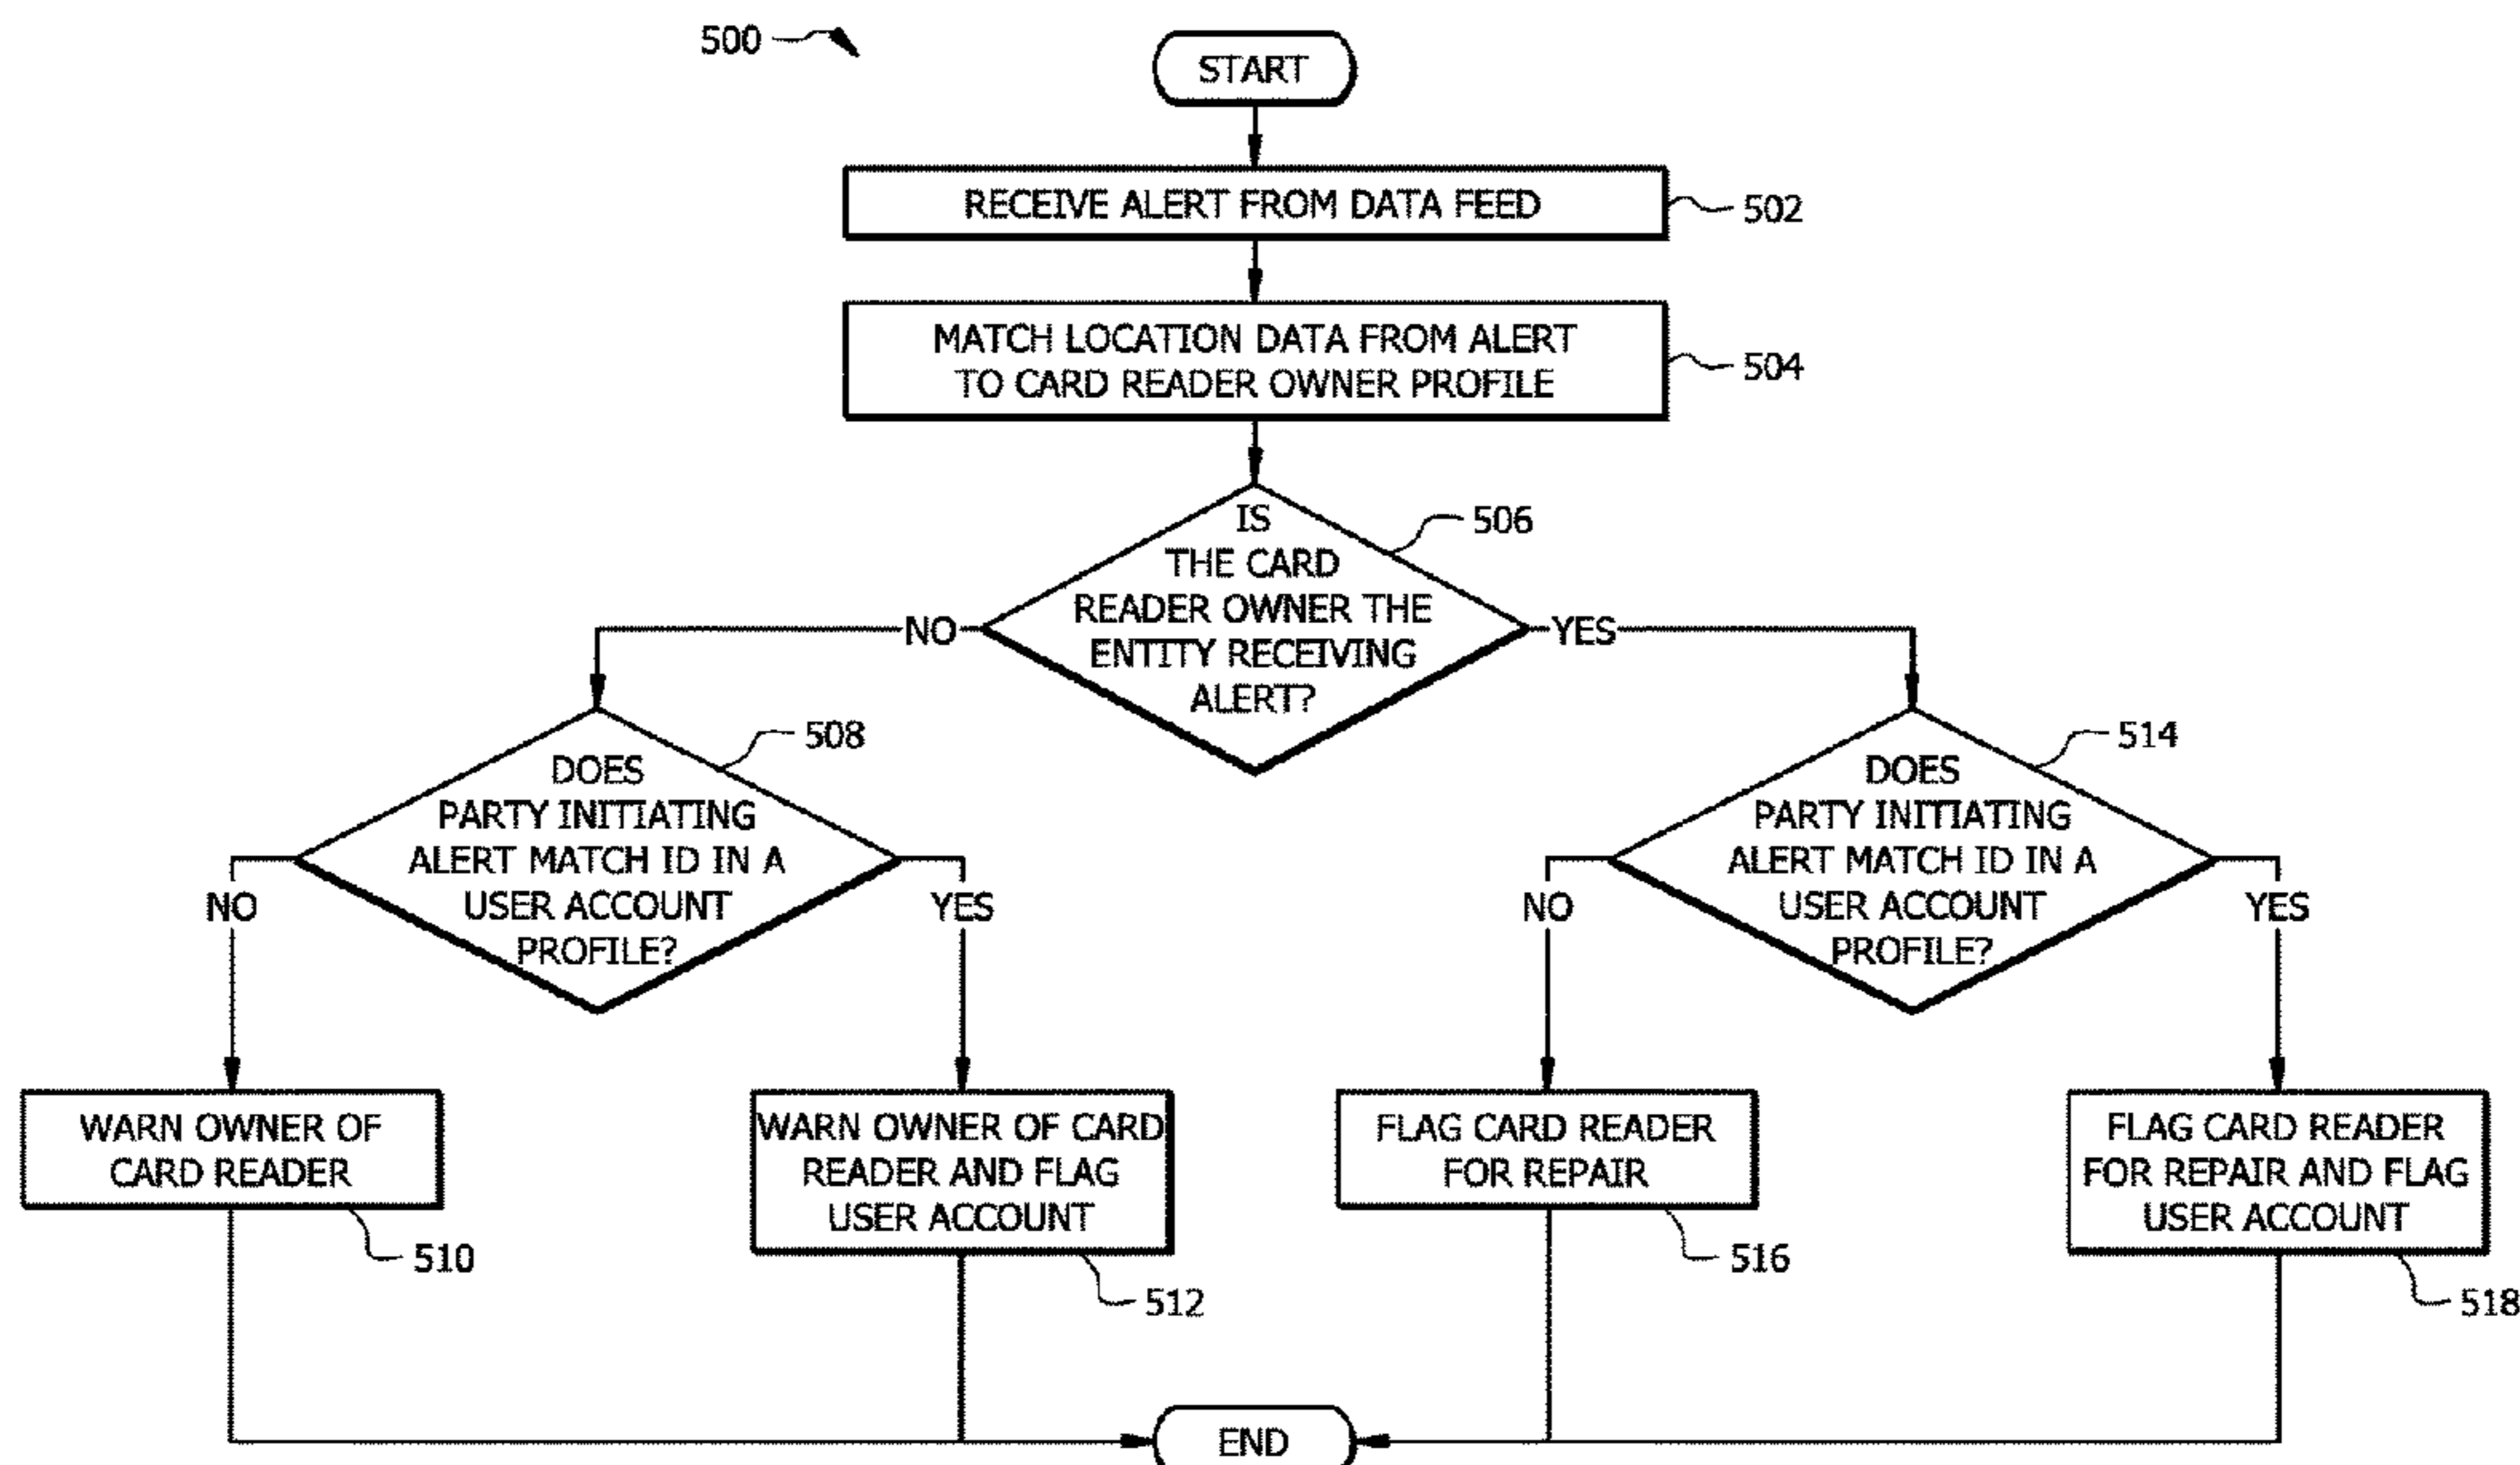 500
START
RECEIVE ALERT FROM DATA FEED
502
MATCH LOCATION DATA FROM ALERT
TO CARD READER OWNER PROFILE
504
IS
THE CARD
READER OWNER THE
ENTITY RECEIVING
ALERT?
506
NO
YES
DOES
PARTY INITIATING
ALERT MATCH ID IN A
USER ACCOUNT
PROFILE?
508
NO
YES
DOES
PARTY INITIATING
ALERT MATCH ID IN A
USER ACCOUNT
PROFILE?
514
NO
YES
WARN OWNER OF
CARD READER
510
WARN OWNER OF CARD
READER AND FLAG
USER ACCOUNT
512
FLAG CARD READER
FOR REPAIR
516
FLAG CARD READER
FOR REPAIR AND FLAG
USER ACCOUNT
518
END